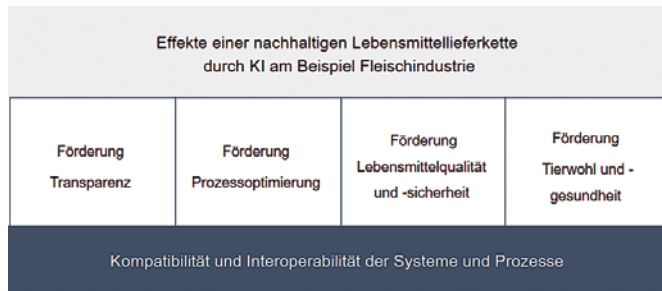 Effekte einer nachhaltigen Lebensmittellieferkette
durch KI am Beispiel Fleischindustrie
Förderung
Transparenz
Förderung
Prozessoptimierung
Förderung
Lebensmittelqualität
und -sicherheit
Förderung
Tierwohl und -
gesundheit
Kompatibilität und Interoperabilität der Systeme und Prozesse